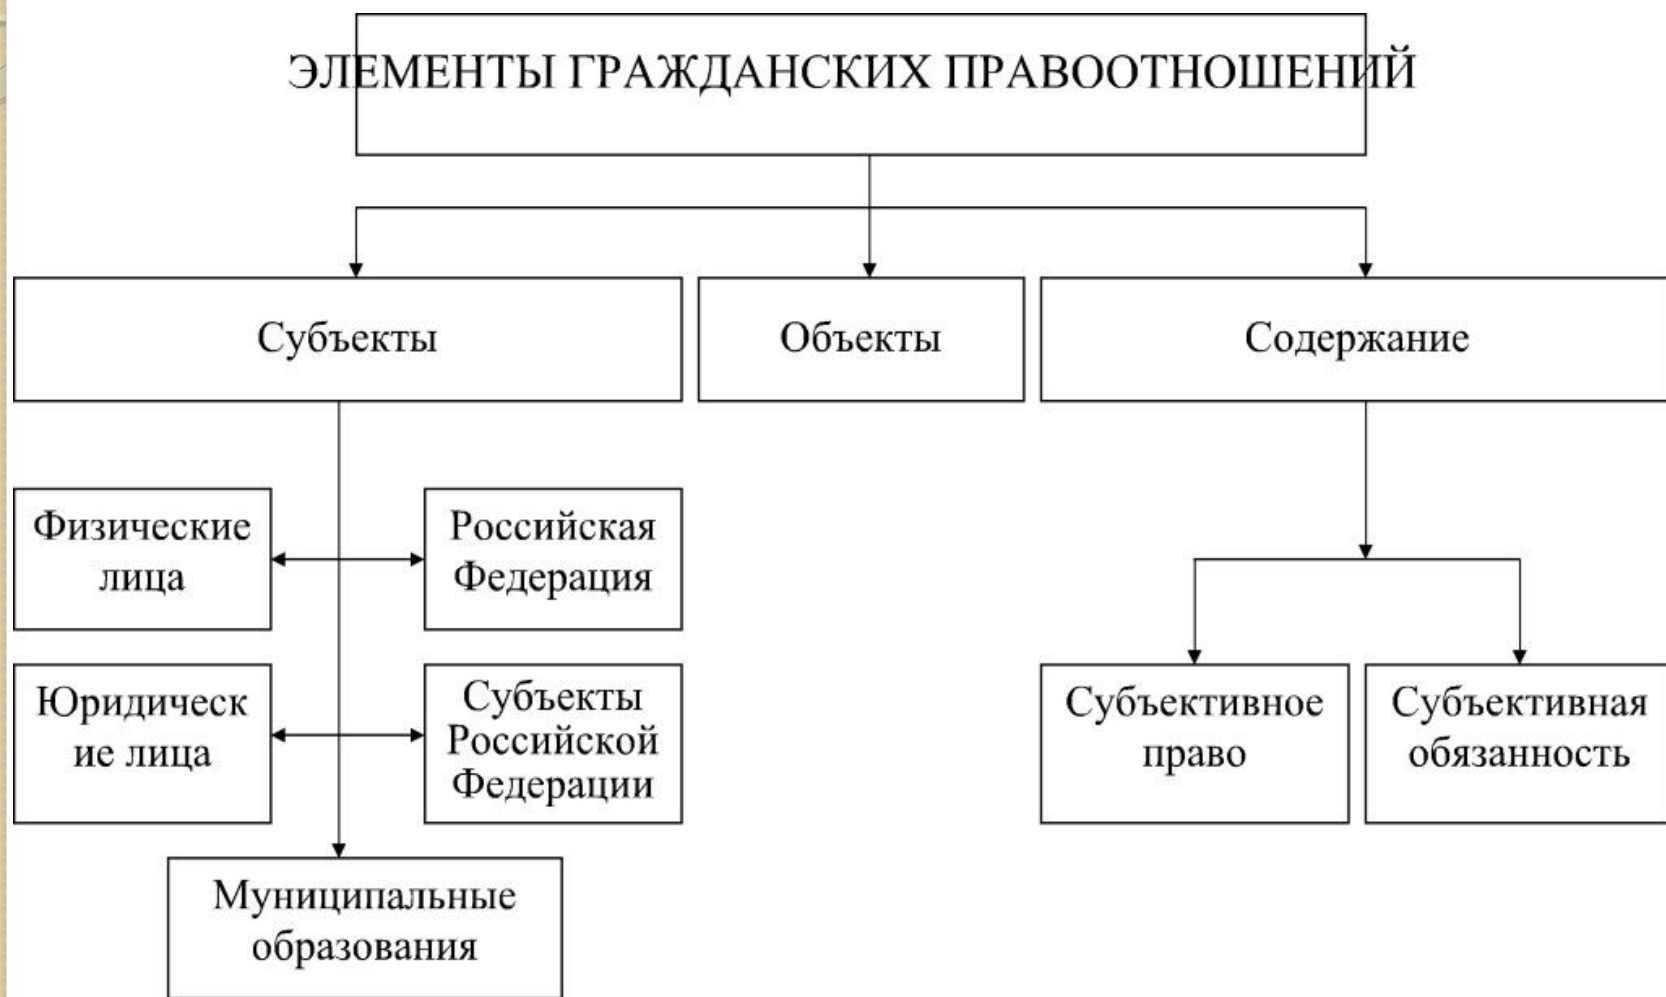 ЭЛЕМЕНТЫ ГРАЖДАНСКИХ ПРАВООТНОШЕНИЙ
Субъекты
Объекты
Содержание
Физические
лица
Российская
Федерация
Юридическ
ие лица
Субъекты
Российской
Федерации
Субъективное
право
Субъективная
обязанность
Муниципальные
образования